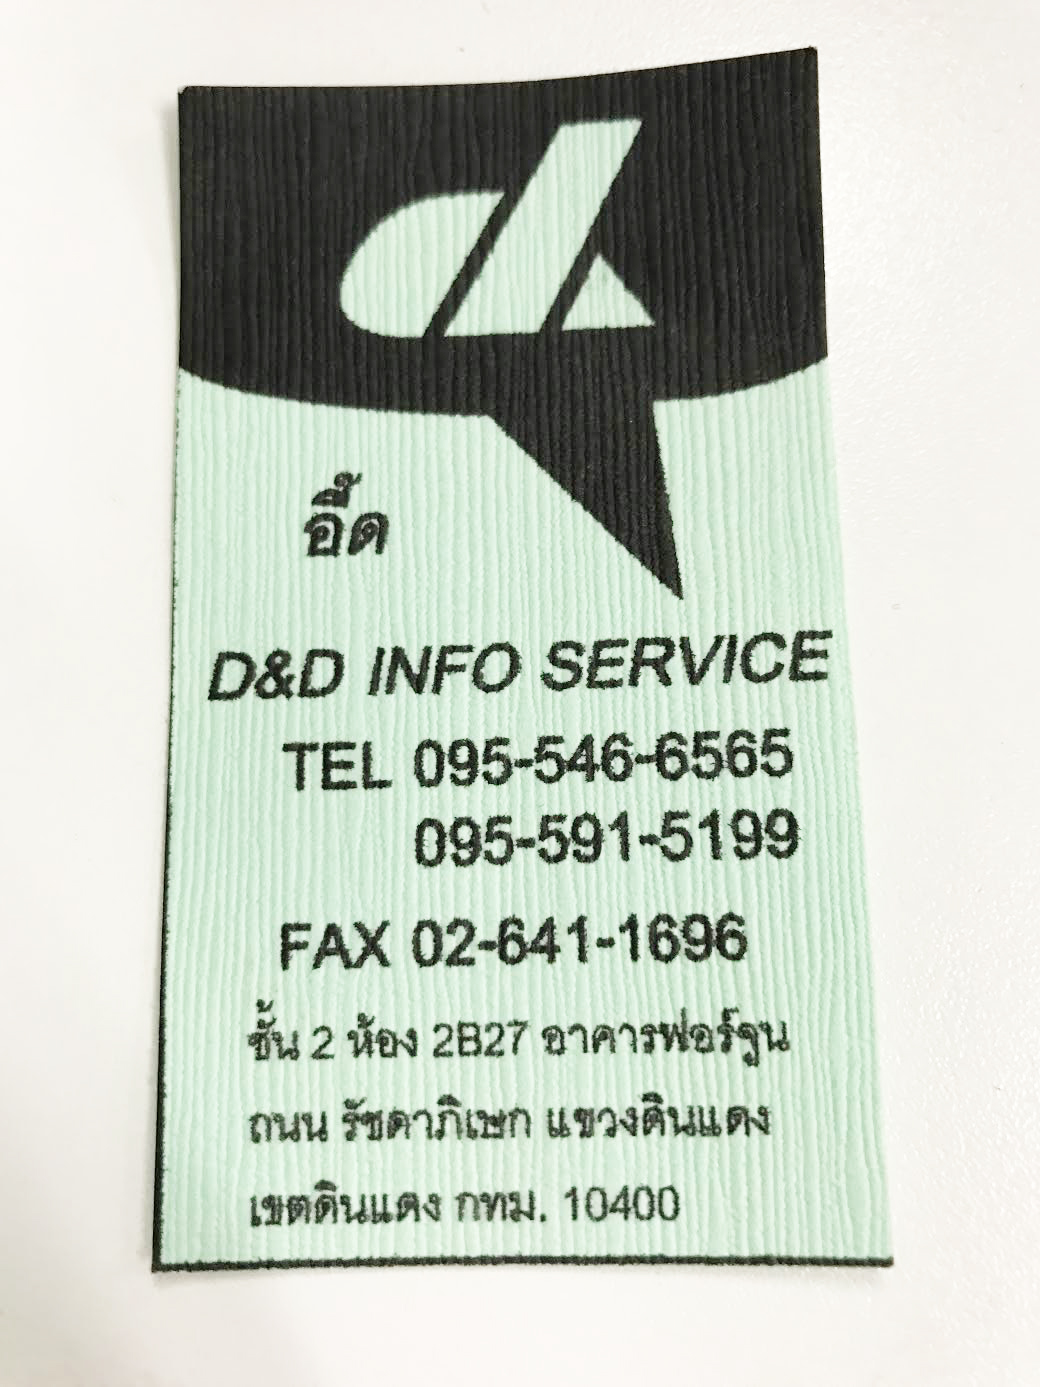 อี๊ด
D&D INFO SERVICE
TEL 095-546-6565
095-591-5199
FAX 02-641-1696
ชั้น 2 ห้อง 2B27 อาคารฟอร์จูน
ถนน รัชดาภิเษก แขวงดินแดง
เขตดินแดง กทม. 10400